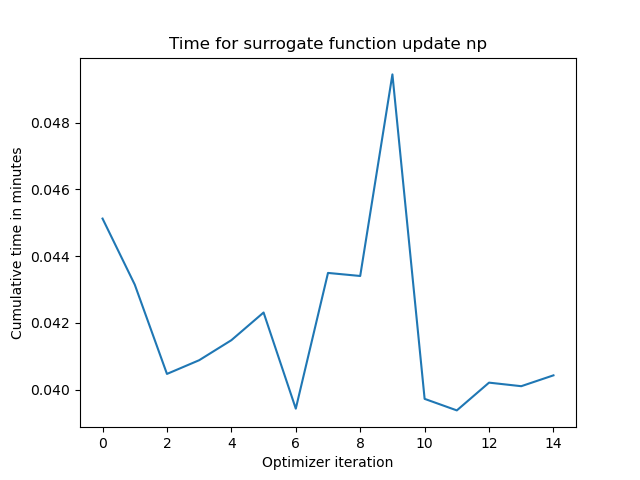 Time for surrogate function update np
Cumulative time in minutes
0.048
0.046
0.044
0.042
0.040
0 2 4 6 8 10 12 14
Optimizer iteration